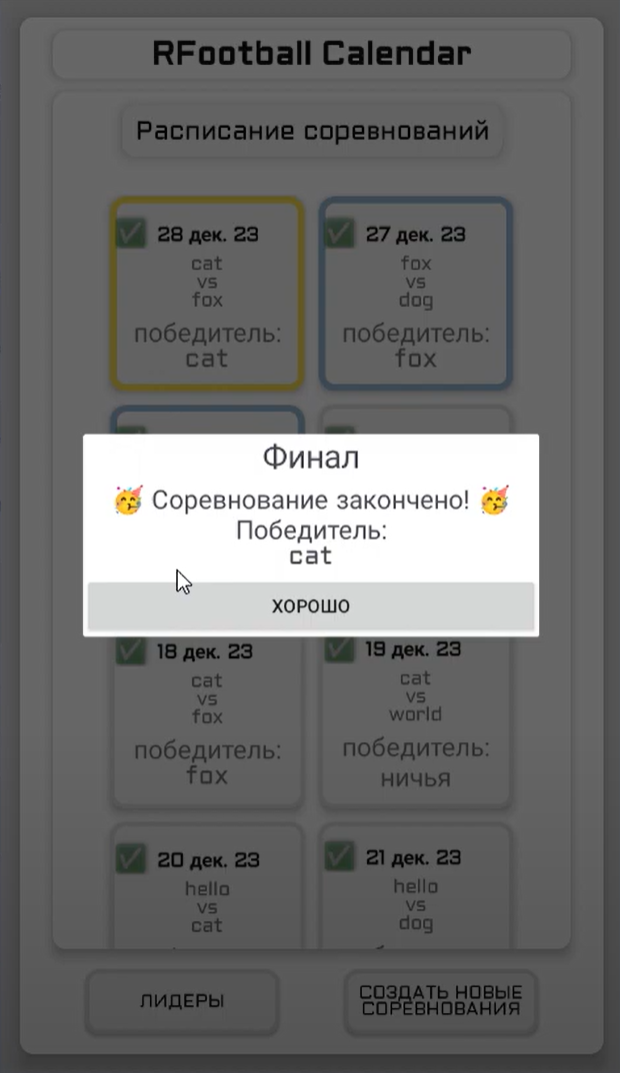 RFootball Calendar
Расписание соревнований
28 дек. 23
cat
vs
fox
победитель:
cat
27 дек. 23
fox
vs
dog
победитель:
fox
Финал
🥳 Соревнование закончено! 🥳
Победитель:
cat
ХОРОШО
18 дек. 23
cat
vs
fox
победитель:
fox
19 дек. 23
cat
vs
world
победитель:
ничья
20 дек. 23
hello
vs
cat
21 дек. 23
hello
vs
dog
ЛИДЕРЫ
СОЗДАТЬ НОВЫЕ
СОРЕВНОВАНИЯ